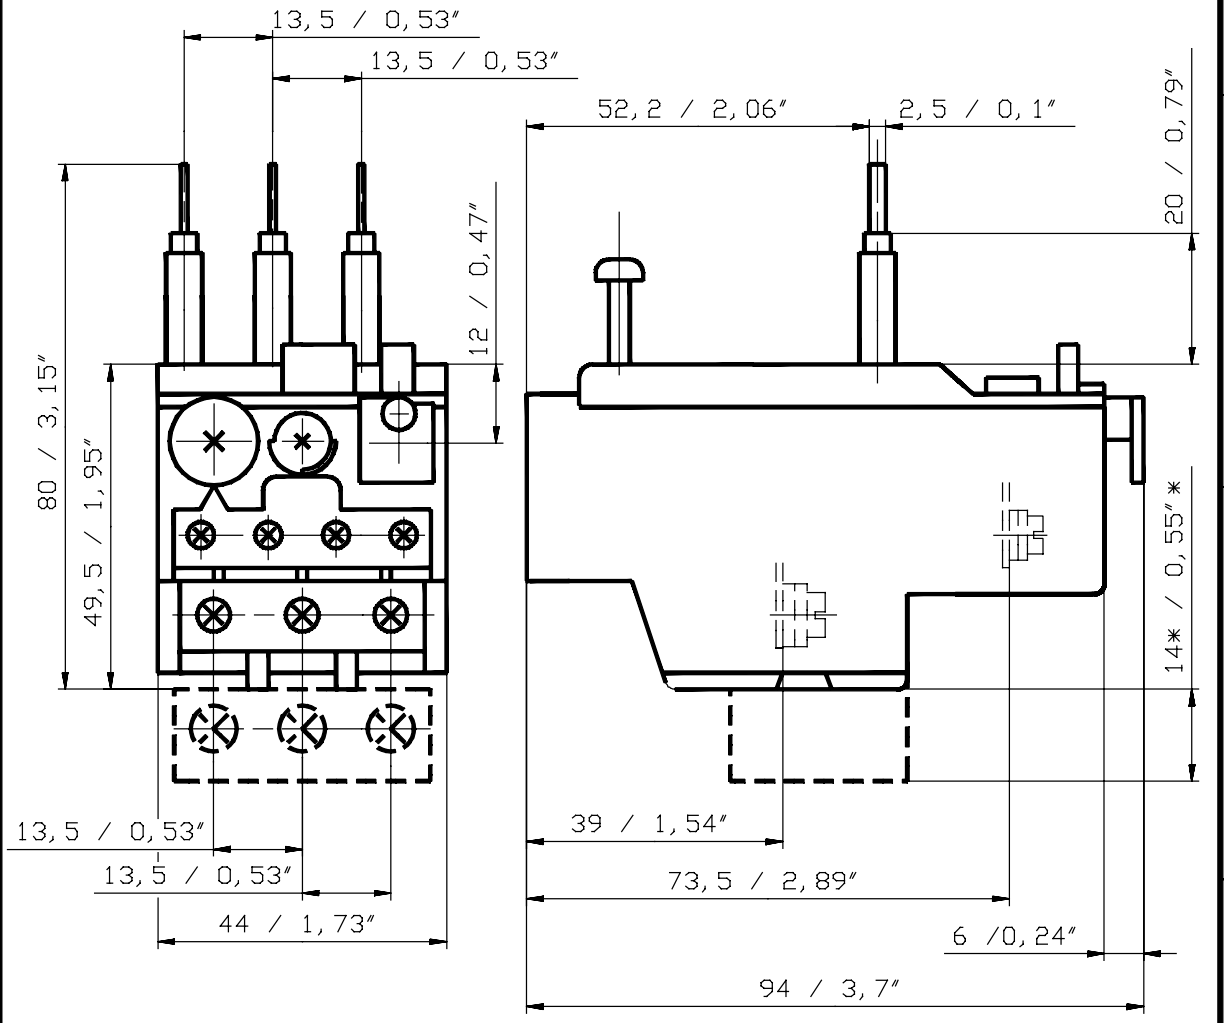 13,5 / 0,53″
13,5 / 0,53″
52,2 / 2,06″
2,5 / 0,1″
20 / 0,79″
12 / 0,47″
80 / 3,15″
49,5 / 1,95″
14* / 0,55″*
13,5 / 0,53″
39 / 1,54″
13,5 / 0,53″
73,5 / 2,89″
44 / 1,73″
6 /0,24″
94 / 3,7″